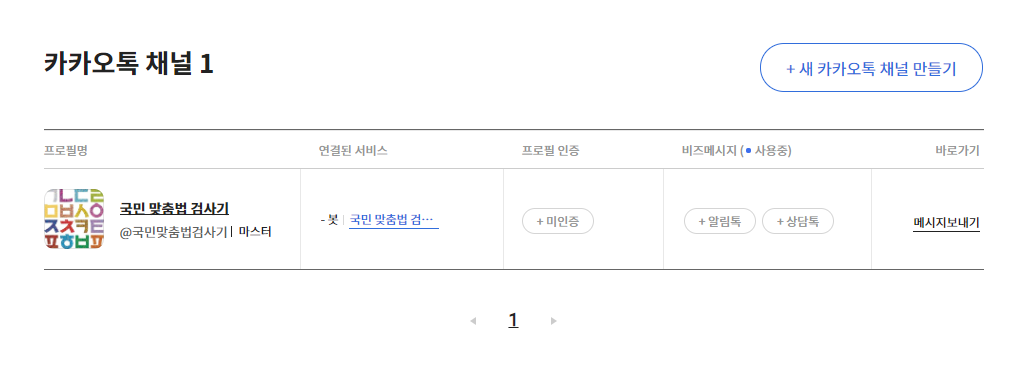 카카오톡 채널 1
+ 새 카카오톡 채널 만들기
프로필명 연결된 서비스 프로필 인증 비즈메시지 ( • 사용중) 바로가기
ㄱㄴㄷㄹ
ㅁㅂㅅㅇ
ㅈㅊㅋㅌ
ㅍㅎㅂㅍ
국민 맞춤법 검사기
@국민맞춤법검사기 | 마스터
- 봇 | 국민 맞춤법 검…
+ 미인증
+ 알림톡 + 상담톡
메시지보내기
1